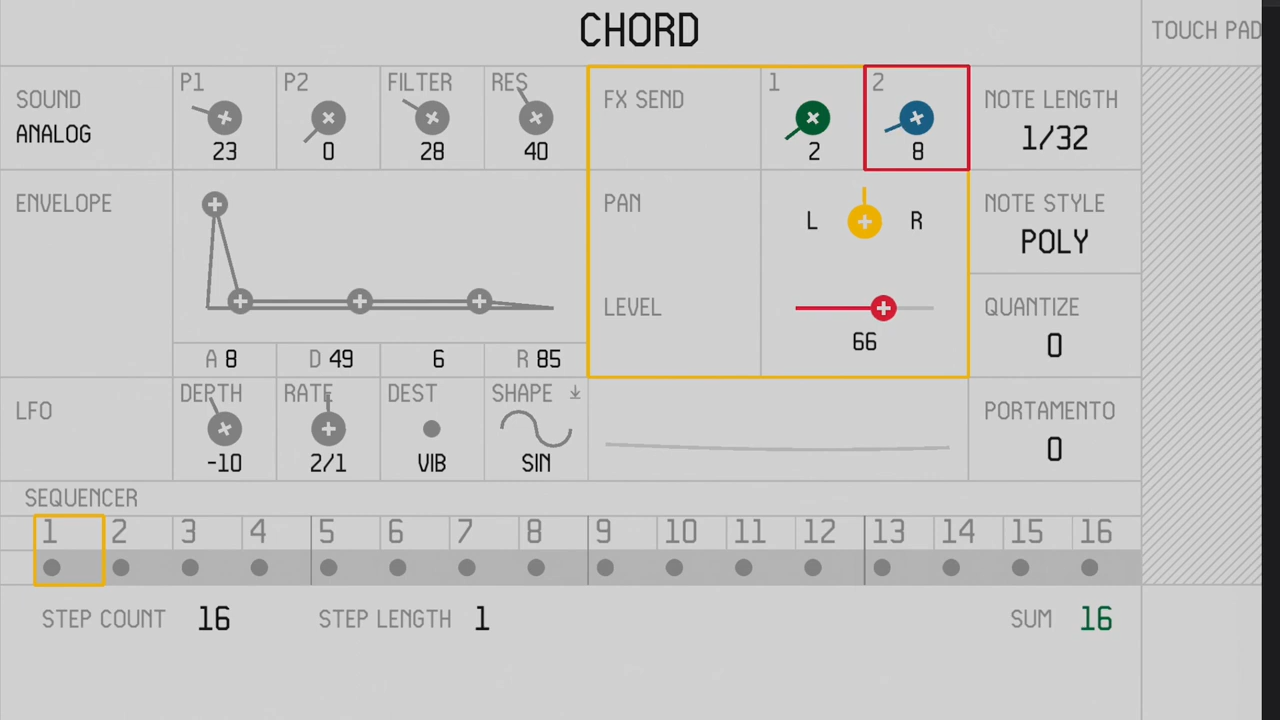 CHORD
TOUCH PAD
SOUND
ANALOG
P1
23
P2
0
FILTER
28
RES
40
FX SEND
1
2
2
8
NOTE LENGTH
1/32
ENVELOPE
A 8
D 49
6
R 85
PAN
L
R
LEVEL
66
NOTE STYLE
POLY
QUANTIZE
0
LFO
DEPTH
-10
RATE
2/1
DEST
VIB
SHAPE
SIN
PORTAMENTO
0
SEQUENCER
1 2 3 4 5 6 7 8 9 10 11 12 13 14 15 16
STEP COUNT 16 STEP LENGTH 1 SUM 16